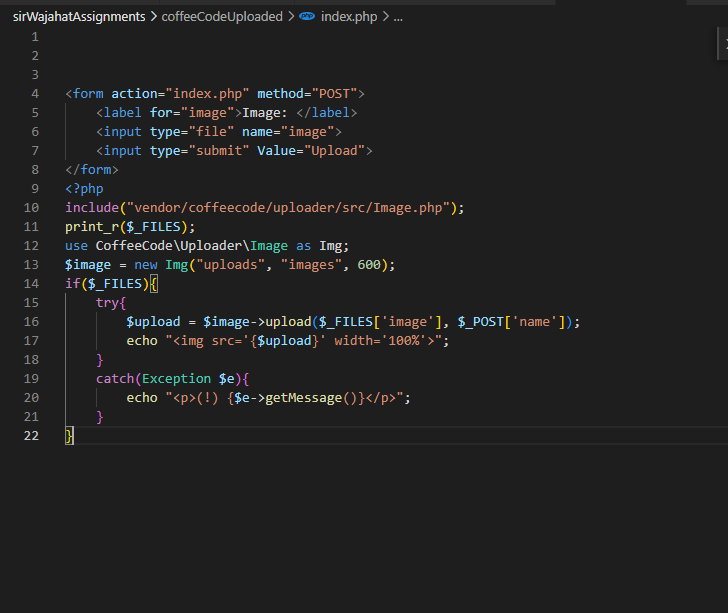 sirWajahatAssignments > coffeeCodeUploaded > php index.php > ...
1
2
3
4 <form action="index.php" method="POST">
5     <label for="image">Image: </label>
6     <input type="file" name="image">
7     <input type="submit" Value="Upload">
8 </form>
9 <?php
10 include("vendor/coffeecode/uploader/src/Image.php");
11 print_r($_FILES);
12 use CoffeeCode\Uploader\Image as Img;
13 $image = new Img("uploads", "images", 600);
14 if($_FILES){
15     try{
16         $upload = $image->upload($_FILES['image'], $_POST['name']);
17         echo "<img src='{$upload}' width='100%'>";
18     }
19     catch(Exception $e){
20         echo "<p>(!) {$e->getMessage()}</p>";
21     }
22 }